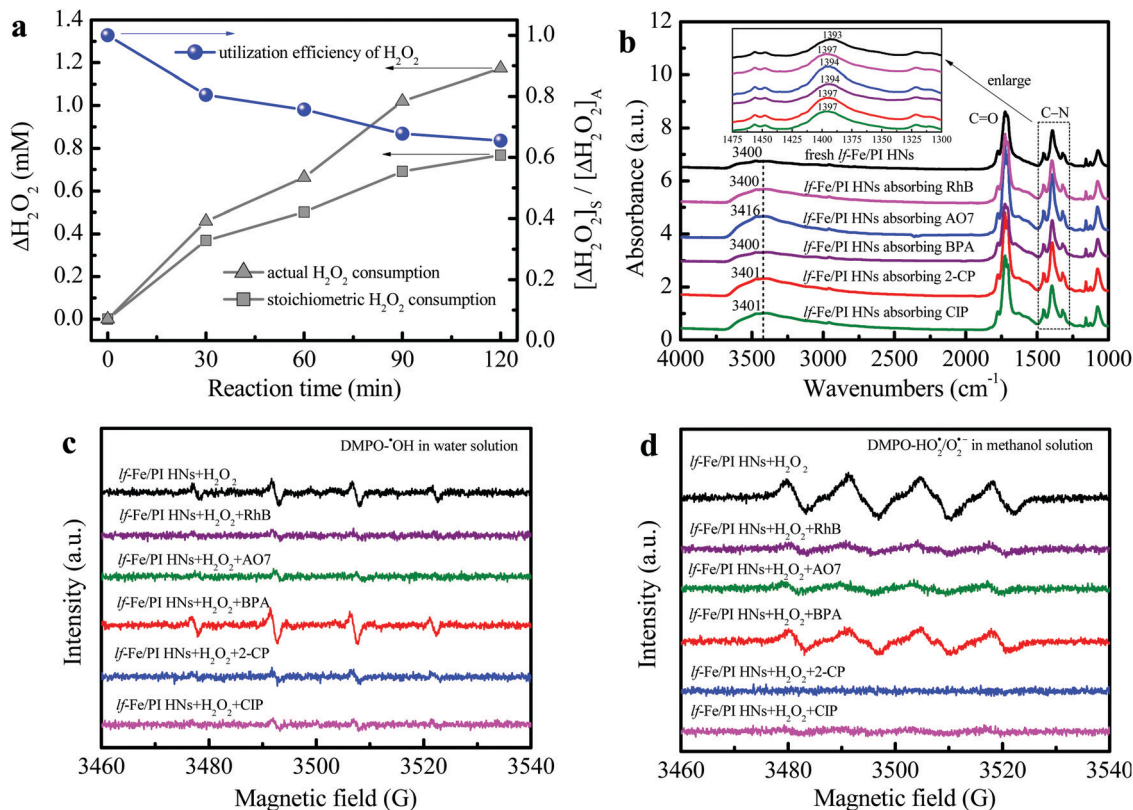 a
utilization efficiency of H₂O₂
actual H₂O₂ consumption
stoichiometric H₂O₂ consumption
ΔH₂O₂ (mM)
1.4
1.2
1.0
0.8
0.6
0.4
0.2
0.0
[ΔH₂O₂]S / [ΔH₂O₂]A
1.0
0.8
0.6
0.4
0.2
0.0
0 30 60 90 120
Reaction time (min)
b
Absorbance (a.u.)
12
10
8
6
4
2
0
1393
1397
1394
1394
1397
1397
1475 1450 1425 1400 1375 1350 1325 1300
enlarge
C=O
C–N
fresh lf-Fe/PI HNs
3400
3400
lf-Fe/PI HNs absorbing RhB
3416
lf-Fe/PI HNs absorbing AO7
3400
lf-Fe/PI HNs absorbing BPA
3401
lf-Fe/PI HNs absorbing 2-CP
3401
lf-Fe/PI HNs absorbing CIP
4000 3500 3000 2500 2000 1500 1000
Wavenumbers (cm⁻¹)
c
DMPO-•OH in water solution
Intensity (a.u.)
lf-Fe/PI HNs+H₂O₂
lf-Fe/PI HNs+H₂O₂+RhB
lf-Fe/PI HNs+H₂O₂+AO7
lf-Fe/PI HNs+H₂O₂+BPA
lf-Fe/PI HNs+H₂O₂+2-CP
lf-Fe/PI HNs+H₂O₂+CIP
3460 3480 3500 3520 3540
Magnetic field (G)
d
DMPO-HO₂•/O₂•⁻ in methanol solution
Intensity (a.u.)
lf-Fe/PI HNs+H₂O₂
lf-Fe/PI HNs+H₂O₂+RhB
lf-Fe/PI HNs+H₂O₂+AO7
lf-Fe/PI HNs+H₂O₂+BPA
lf-Fe/PI HNs+H₂O₂+2-CP
lf-Fe/PI HNs+H₂O₂+CIP
3460 3480 3500 3520 3540
Magnetic field (G)